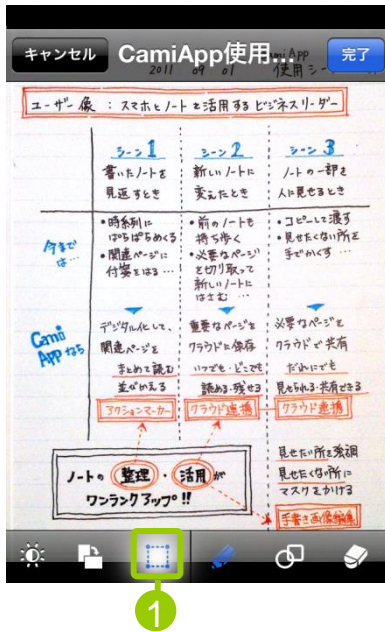 キャンセル
CamiApp使用...
完了
2011 09 01
使用シーン
ユーザー像 : スマホとノートを活用するビジネスリーダー
シーン1
書いたノートを
見返すとき
シーン2
新しいノートに
変えたとき
シーン3
ノートの一部を
人に見せるとき
今までは…
・時系列に
ぱらぱらめくる
・関連ページに
付箋をはる…
・前のノートも
持ち歩く
・必要なページ
を切り取って
新しいノートに
はさむ…
・コピーして渡す
・見せたくない所を
手でかくす…
Cami
Appなら
デジタル化して、
関連ページを
まとめて読む
並べかえる
アクションマーカー
重要なページを
クラウドに保存
いつでも・どこでも
読める・残せる
クラウド連携
必要なページを
クラウドで共有
だれにでも
見せられる・共有できる
クラウド連携
見せたい所を強調
見せたくない所に
マスクをかける
手書き画像編集
ノートの整理・活用が
ワンランクアップ!!
1